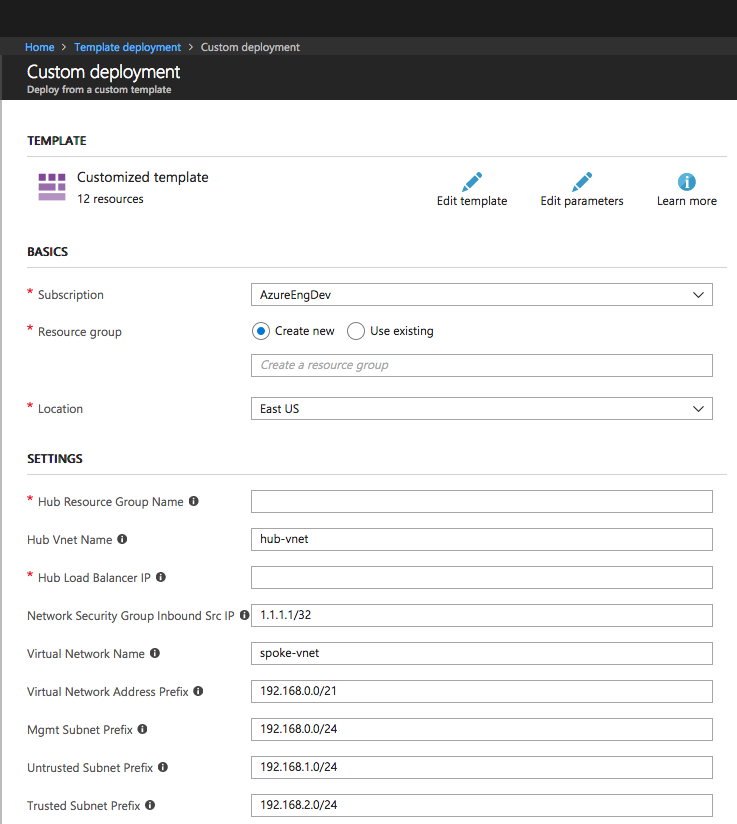 Home > Template deployment > Custom deployment
Custom deployment
Deploy from a custom template
TEMPLATE
Customized template
12 resources
Edit template
Edit parameters
Learn more
BASICS
* Subscription AzureEngDev
* Resource group Create new Use existing
Create a resource group
* Location East US
SETTINGS
* Hub Resource Group Name
Hub Vnet Name hub-vnet
* Hub Load Balancer IP
Network Security Group Inbound Src IP 1.1.1.1/32
Virtual Network Name spoke-vnet
Virtual Network Address Prefix 192.168.0.0/21
Mgmt Subnet Prefix 192.168.0.0/24
Untrusted Subnet Prefix 192.168.1.0/24
Trusted Subnet Prefix 192.168.2.0/24